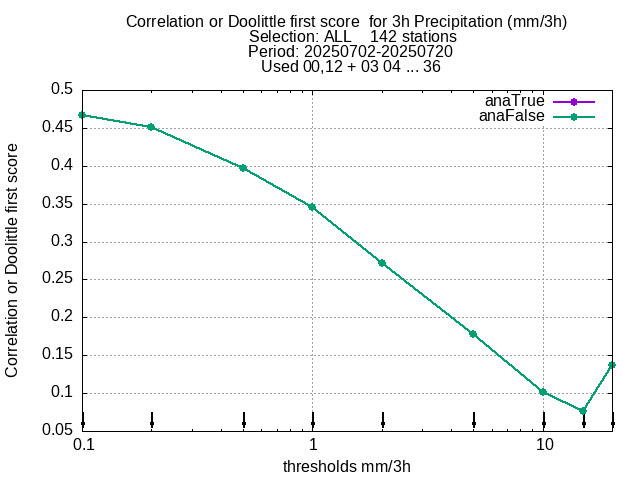 Correlation or Doolittle first score  for 3h Precipitation (mm/3h)
Selection: ALL    142 stations
Period: 20250702-20250720
Used 00,12 + 03 04 ... 36
anaTrue
anaFalse
0.5
0.45
0.4
0.35
0.3
0.25
0.2
0.15
0.1
0.05
Correlation or Doolittle first score
0.1 1 10
thresholds mm/3h